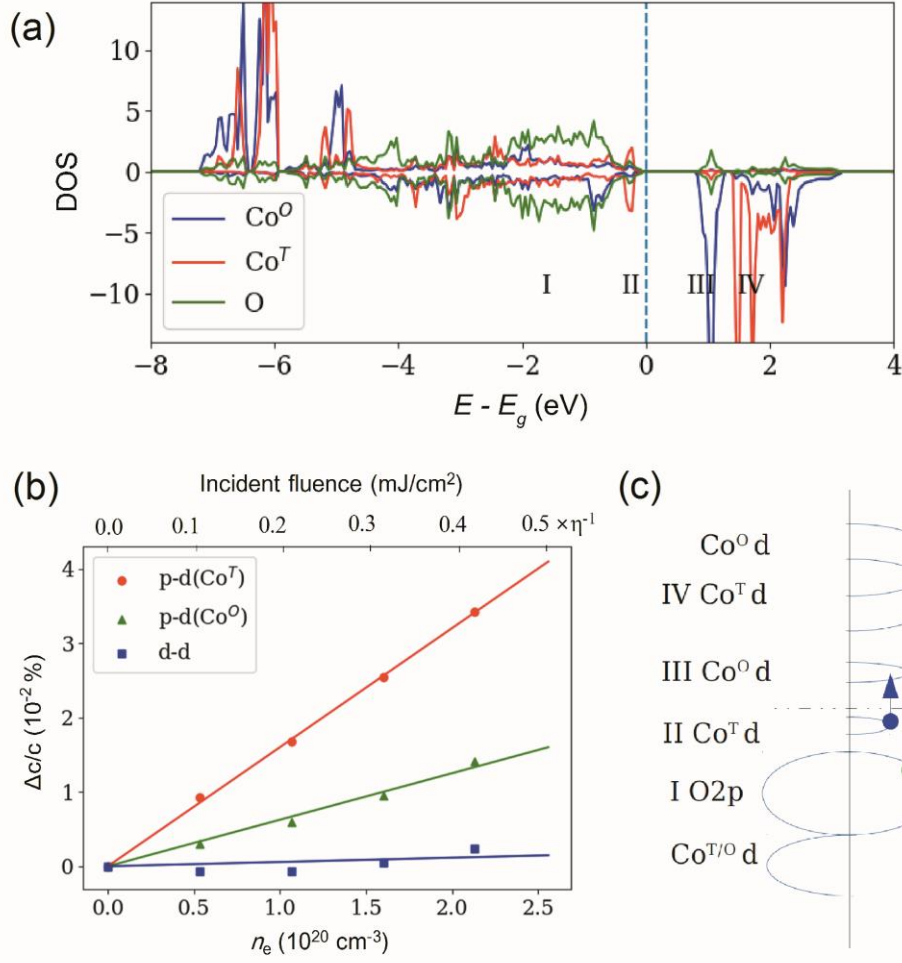 (a)
DOS
10
5
0
−5
−10
Co^O
Co^T
O
I
II
III
IV
−8
−6
−4
−2
0
2
4
E - E_g (eV)
(b)
Incident fluence (mJ/cm²)
0.0
0.1
0.2
0.3
0.4
0.5 ×η⁻¹
p-d(Co^T)
p-d(Co^O)
d-d
Δc/c (10⁻² %)
4
3
2
1
0
0.0
0.5
1.0
1.5
2.0
2.5
n_e (10²⁰ cm⁻³)
(c)
Co^O d
IV Co^T d
III Co^O d
II Co^T d
I O2p
Co^T/O d